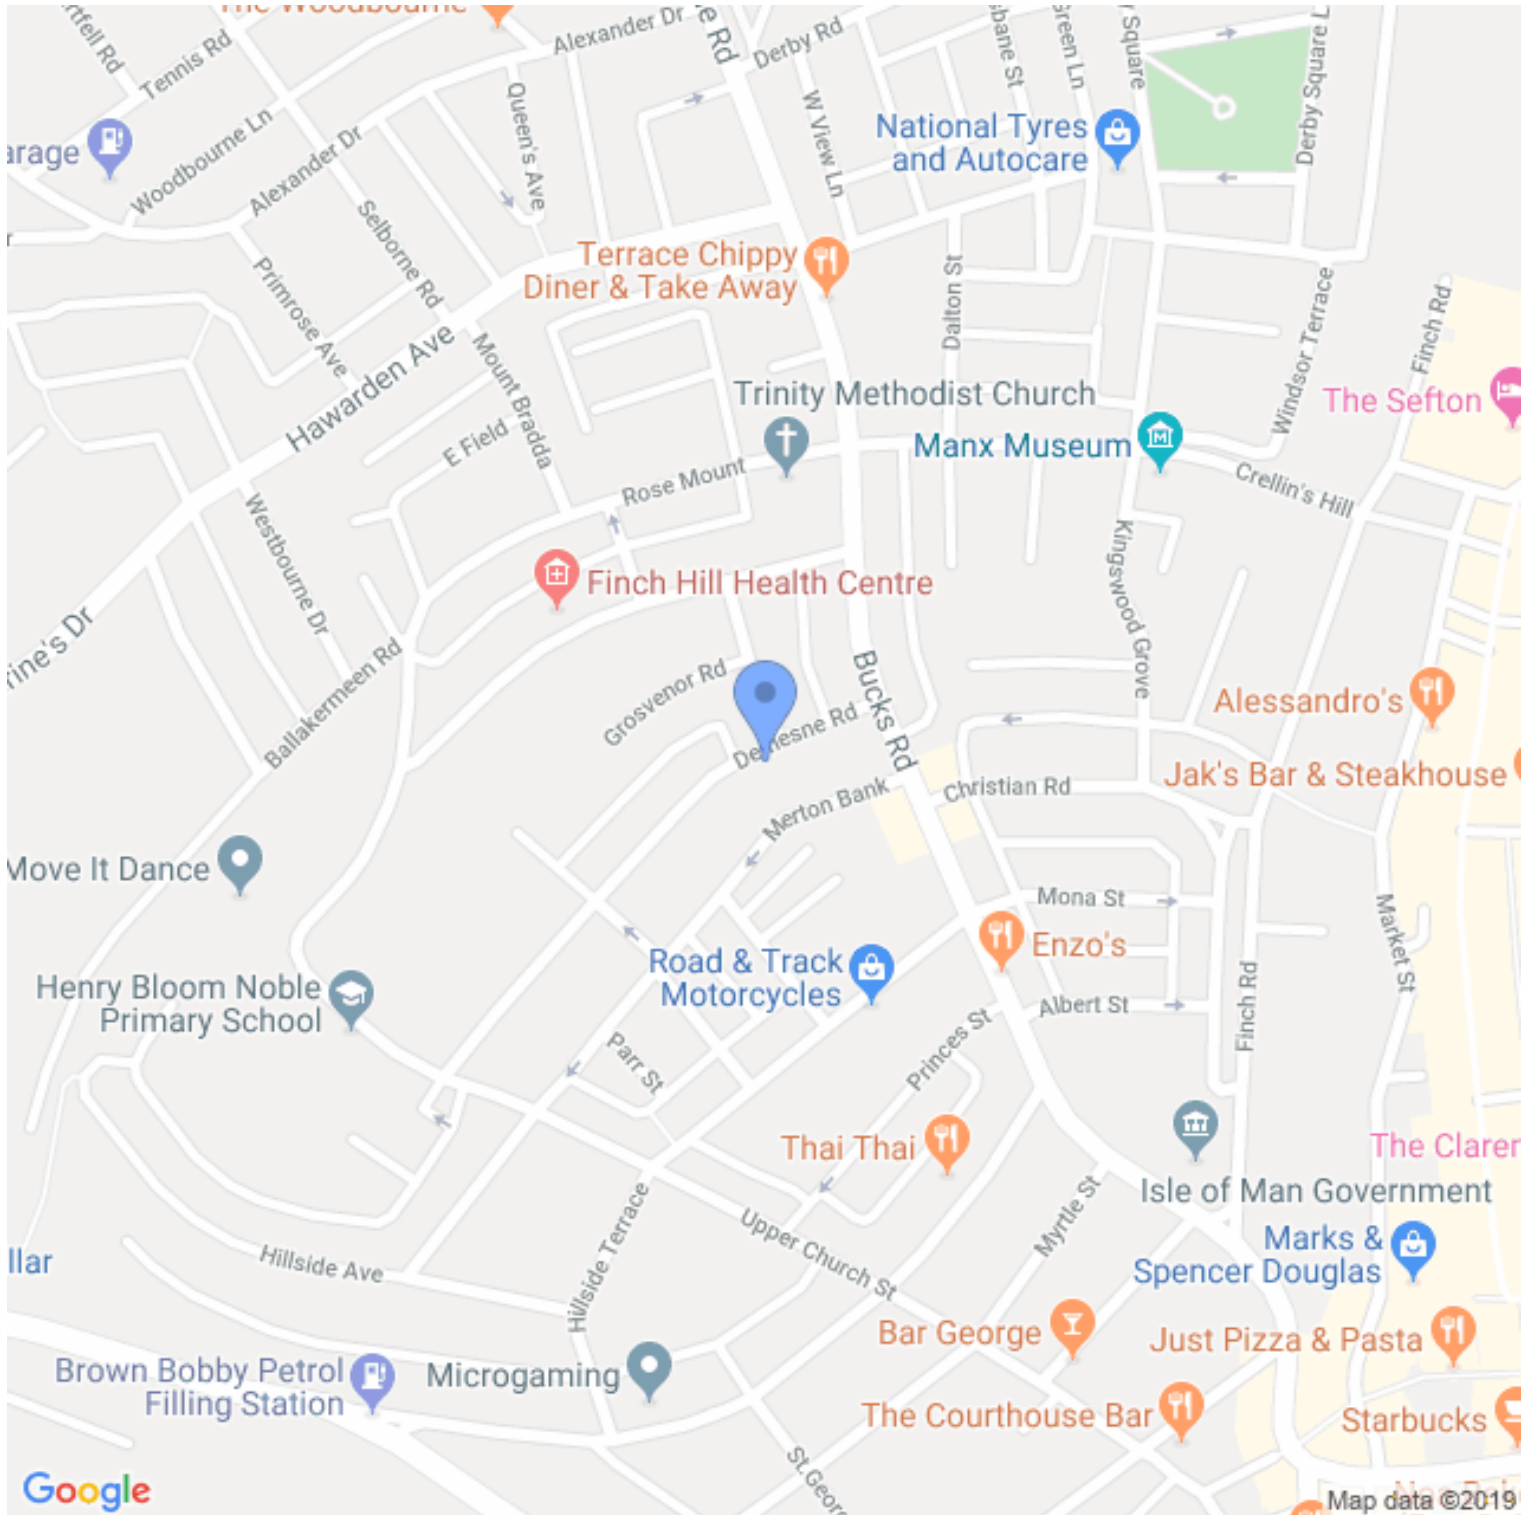 The Woodbourne
Alexander Dr
Derby Rd
Tennis Rd
Queen's Ave
W View Ln
Green Ln
Derby Square L
National Tyres
and Autocare
Woodbourne Ln
Alexander Dr
Selborne Rd
Primrose Ave
Terrace Chippy
Diner & Take Away
Dalton St
Windsor Terrace
Finch Rd
Hawarden Ave
Mount Bradda
E Field
Trinity Methodist Church
The Sefton
Manx Museum
Rose Mount
Crellin's Hill
Westbourne Dr
Finch Hill Health Centre
Kingswood Grove
Ballakermeen Rd
Grosvenor Rd
Bucks Rd
Alessandro's
Jak's Bar & Steakhouse
Christian Rd
Merton Bank
Move It Dance
Mona St
Market St
Enzo's
Road & Track
Motorcycles
Henry Bloom Noble
Primary School
Albert St
Finch Rd
Princes St
Parr St
Thai Thai
Isle of Man Government
Myrtle St
Hillside Terrace
Upper Church St
Marks &
Spencer Douglas
Hillside Ave
Bar George
Just Pizza & Pasta
Brown Bobby Petrol
Filling Station
Microgaming
The Courthouse Bar
Starbucks
Google
Map data ©2019